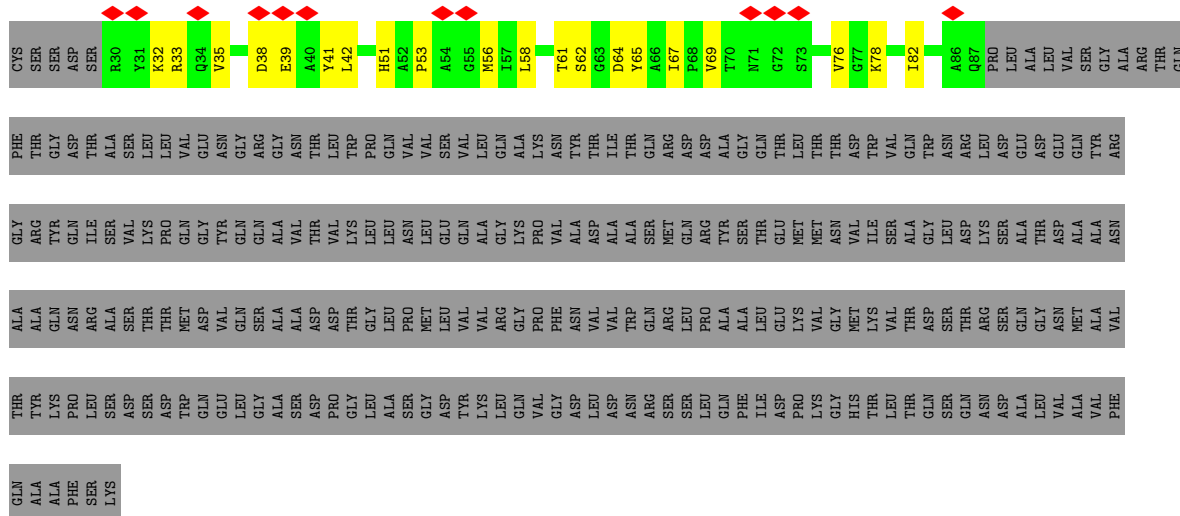 CYS SER SER ASP SER R30 Y31 K32 R33 Q34 V35 D38 E39 A40 Y41 L42 H51 A52 P53 A54 G55 M56 I57 L58 T61 S62 G63 D64 Y65 A66 I67 P68 V69 T70 N71 G72 S73 V76 G77 K78 I82 A86 Q87 PRO LEU ALA LEU VAL SER GLY ALA ARG THR GLN
PHE THR GLY ASP THR ALA SER LEU LEU VAL GLU ASN GLY ARG GLY ASN THR LEU TRP PRO GLN VAL VAL SER VAL LEU GLN ALA LYS ASN TYR THR ILE THR GLN ARG ASP ASP ALA GLY GLN THR LEU THR THR ASP TRP VAL GLN TRP ASN ARG LEU ASP GLU ASP GLU GLN TYR ARG
GLY ARG TYR GLN ILE SER VAL LYS PRO GLN GLY TYR GLN GLN ALA VAL THR VAL LYS LEU LEU ASN LEU GLU GLN ALA GLY LYS PRO VAL ALA ASP ALA ALA SER MET GLN ARG TYR SER THR GLU MET MET ASN VAL ILE SER ALA GLY LEU ASP LYS SER ALA THR ASP ALA ALA ASN
ALA ALA GLN ASN ARG ALA SER THR THR MET ASP VAL GLN SER ALA ALA ASP ASP THR GLY LEU PRO MET LEU VAL VAL ARG GLY PRO PHE ASN VAL VAL TRP GLN ARG LEU PRO ALA ALA LEU GLU LYS VAL GLY MET LYS VAL THR ASP SER THR ARG SER GLN GLY ASN MET ALA VAL
THR TYR LYS PRO LEU SER ASP SER ASP TRP GLN GLU LEU GLY ALA SER ASP PRO GLY LEU ALA SER GLY ASP TYR LYS LEU GLN VAL GLY ASP LEU ASP ASN ARG SER SER LEU GLN PHE ILE ASP PRO LYS GLY HIS THR LEU THR GLN SER GLN ASN ASP ALA LEU VAL ALA VAL PHE
GLN ALA ALA PHE SER LYS